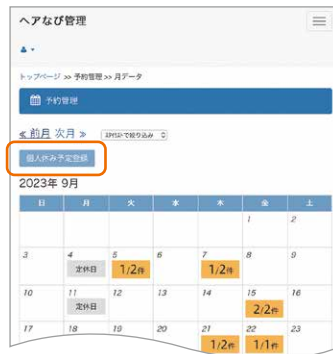 ヘアなび管理
トップページ >> 予約管理 >> 月データ
予約管理
≪ 前月 次月 ≫
個人休み予定登録
2023年 9月
日 月 火 水 木 金 土
1 2
3 4 5 6 7 8 9
定休日 1/2件 1/2件
10 11 12 13 14 15 16
定休日 2/2件
17 18 19 20 21 22 23
1/2件 1/1件